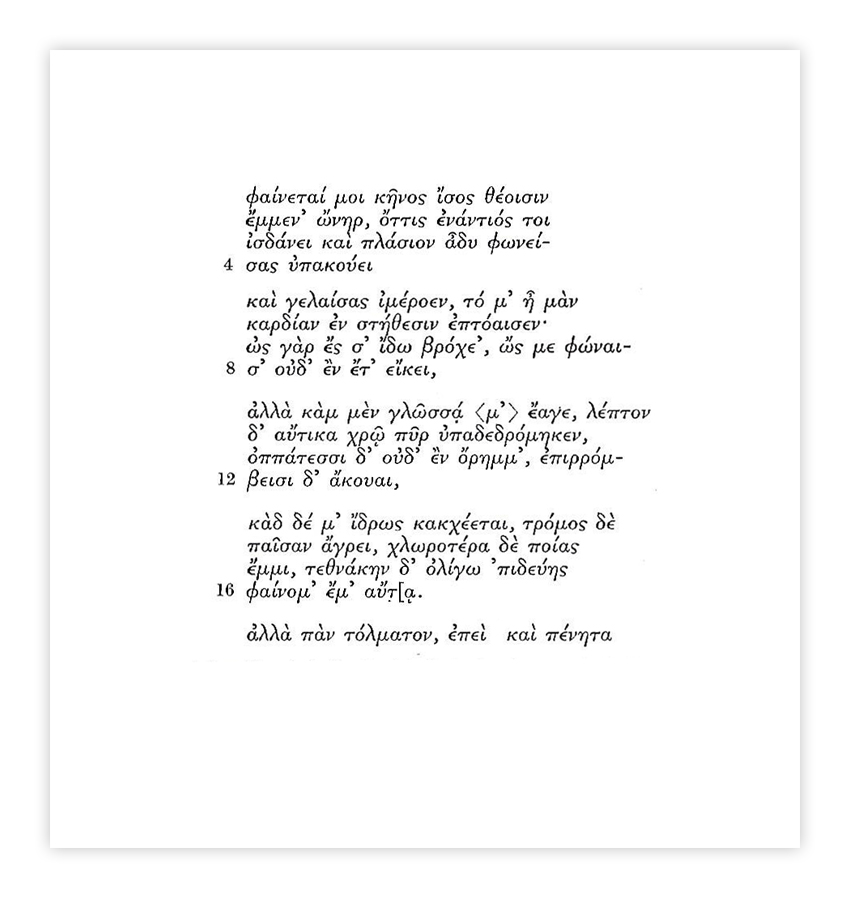 φαίνεταί μοι κῆνος ἴσος θέοισιν
ἔμμεν’ ὤνηρ, ὄττις ἐνάντιός τοι
ἰσδάνει καὶ πλάσιον ἆδυ φωνεί-
4 σας ὐπακούει
καὶ γελαίσας ἰμέροεν, τό μ’ ἦ μὰν
καρδίαν ἐν στήθεσιν ἐπτόαισεν·
ὠς γὰρ ἔς σ’ ἴδω βρόχε’, ὤς με φώναι-
8 σ’ οὐδ’ ἒν ἔτ’ εἴκει,
ἀλλὰ κὰμ μὲν γλῶσσά̣ ⟨μ’⟩ ἔαγε, λέπτον
δ’ αὔτικα χρῷ πῦρ ὐπαδεδρόμηκεν,
ὀππάτεσσι δ’ οὐδ’ ἒν ὄρημμ’, ἐπιρρόμ-
12 βεισι δ’ ἄκουαι,
κὰδ δέ μ’ ἴδρως κακχέεται, τρόμος δὲ
παῖσαν ἄγρει, χλωροτέρα δὲ ποίας
ἔμμι, τεθνάκην δ’ ὀλίγω ’πιδεύης
16 φαίνομ’ ἔμ’ αὔτ̣[ᾳ.
ἀλλὰ πὰν τόλματον, ἐπεὶ καὶ πένητα